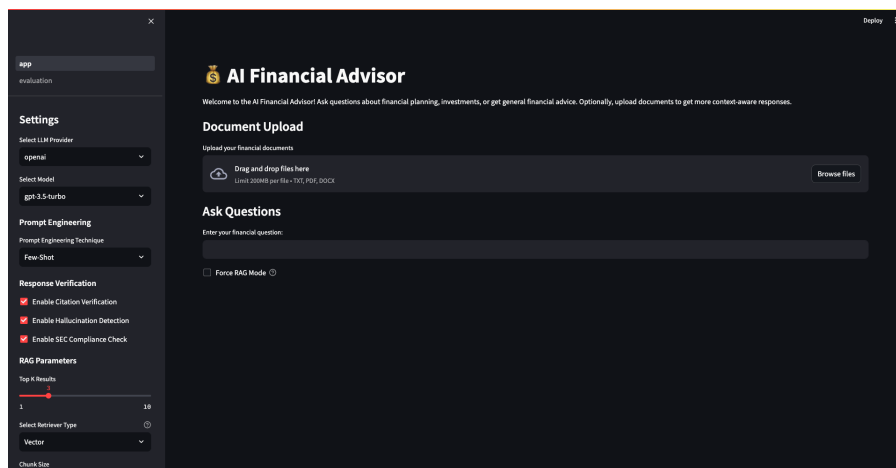 Deploy
app
evaluation
Settings
Select LLM Provider
openai
Select Model
gpt-3.5-turbo
Prompt Engineering
Prompt Engineering Technique
Few-Shot
Response Verification
Enable Citation Verification
Enable Hallucination Detection
Enable SEC Compliance Check
RAG Parameters
Top K Results
3
1 10
Select Retriever Type
Vector
Chunk Size
AI Financial Advisor
Welcome to the AI Financial Advisor! Ask questions about financial planning, investments, or get general financial advice. Optionally, upload documents to get more context-aware responses.
Document Upload
Upload your financial documents
Drag and drop files here
Limit 200MB per file • TXT, PDF, DOCX
Browse files
Ask Questions
Enter your financial question:
Force RAG Mode